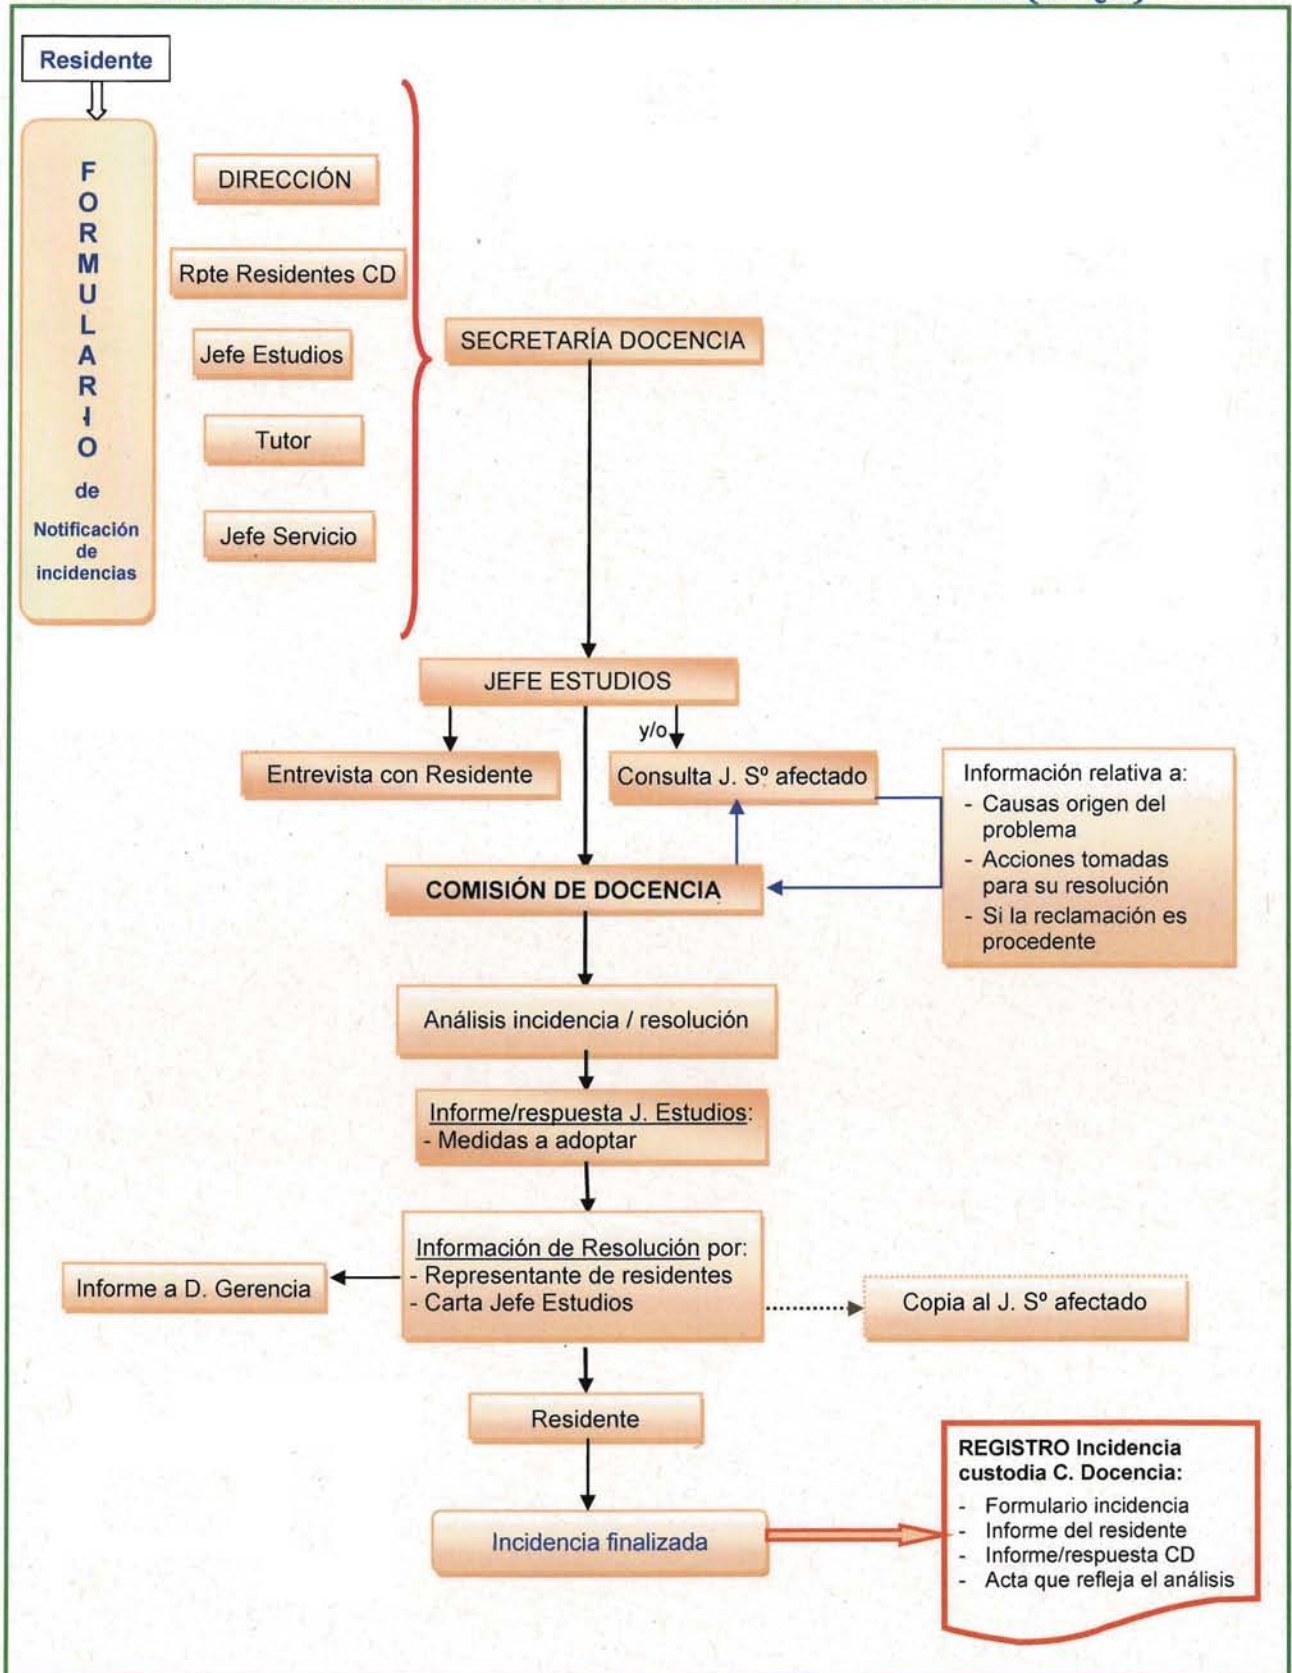 Residente
FORMULARIO
de
Notificación
de
incidencias
DIRECCIÓN
Rpte Residentes CD
Jefe Estudios
Tutor
Jefe Servicio
SECRETARÍA DOCENCIA
JEFE ESTUDIOS
y/o
Entrevista con Residente
Consulta J. Sº afectado
Información relativa a:
- Causas origen del
problema
- Acciones tomadas
para su resolución
- Si la reclamación es
procedente
COMISIÓN DE DOCENCIA
Análisis incidencia / resolución
Informe/respuesta J. Estudios:
- Medidas a adoptar
Información de Resolución por:
- Representante de residentes
- Carta Jefe Estudios
Informe a D. Gerencia
Copia al J. Sº afectado
Residente
Incidencia finalizada
REGISTRO Incidencia
custodia C. Docencia:
- Formulario incidencia
- Informe del residente
- Informe/respuesta CD
- Acta que refleja el análisis